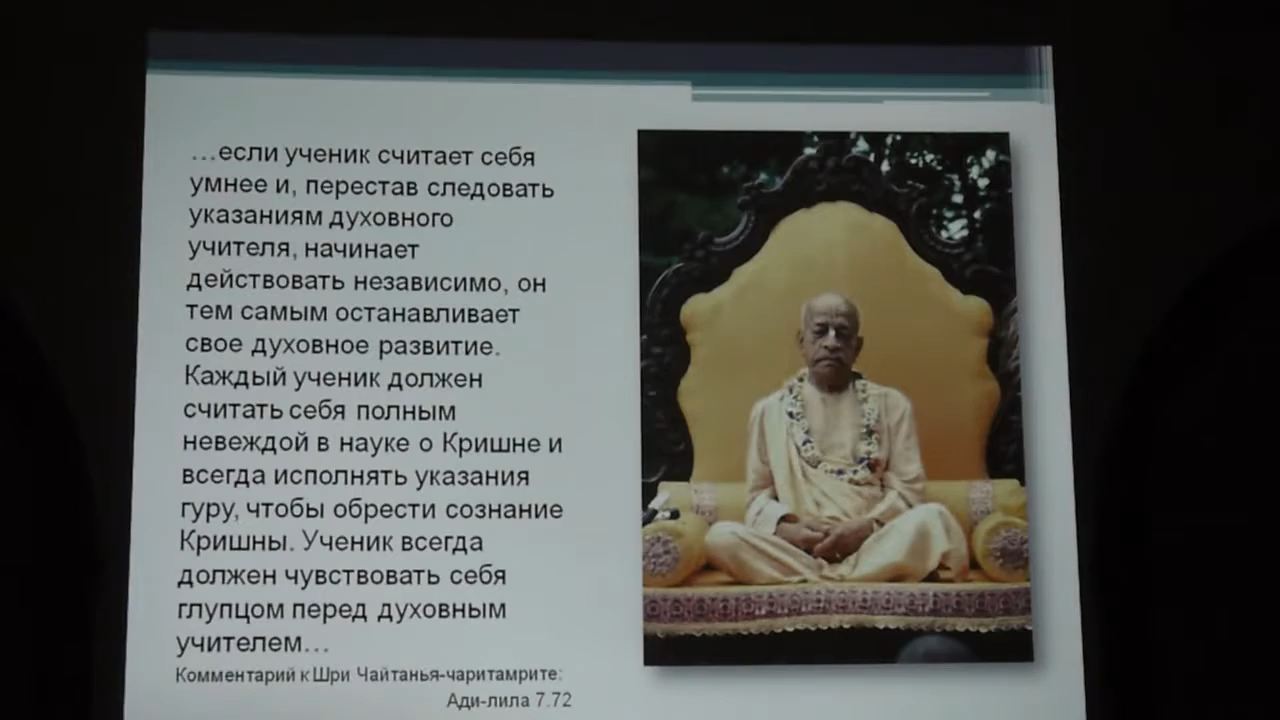 ...если ученик считает себя
умнее и, перестав следовать
указаниям духовного
учителя, начинает
действовать независимо, он
тем самым останавливает
свое духовное развитие.
Каждый ученик должен
считать себя полным
невеждой в науке о Кришне и
всегда исполнять указания
гуру, чтобы обрести сознание
Кришны. Ученик всегда
должен чувствовать себя
глупцом перед духовным
учителем...
Комментарий к Шри Чайтанья-чаритамрите:
Ади-лила 7.72